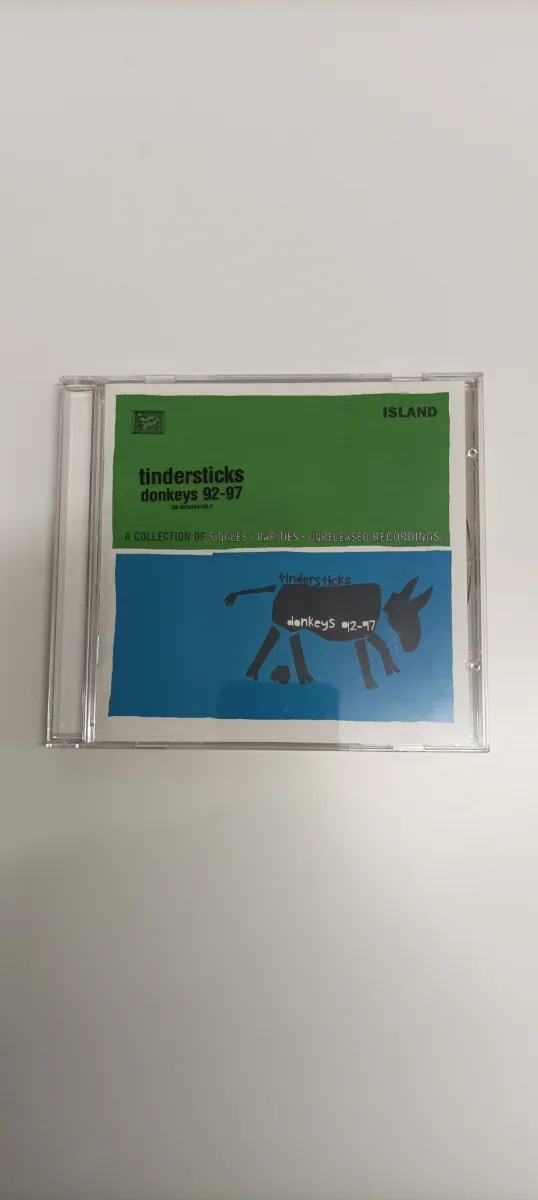 ISLAND
tindersticks
donkeys 92-97
A COLLECTION OF SINGLES • RARITIES • UNRELEASED RECORDINGS
tindersticks
donkeys 92-97